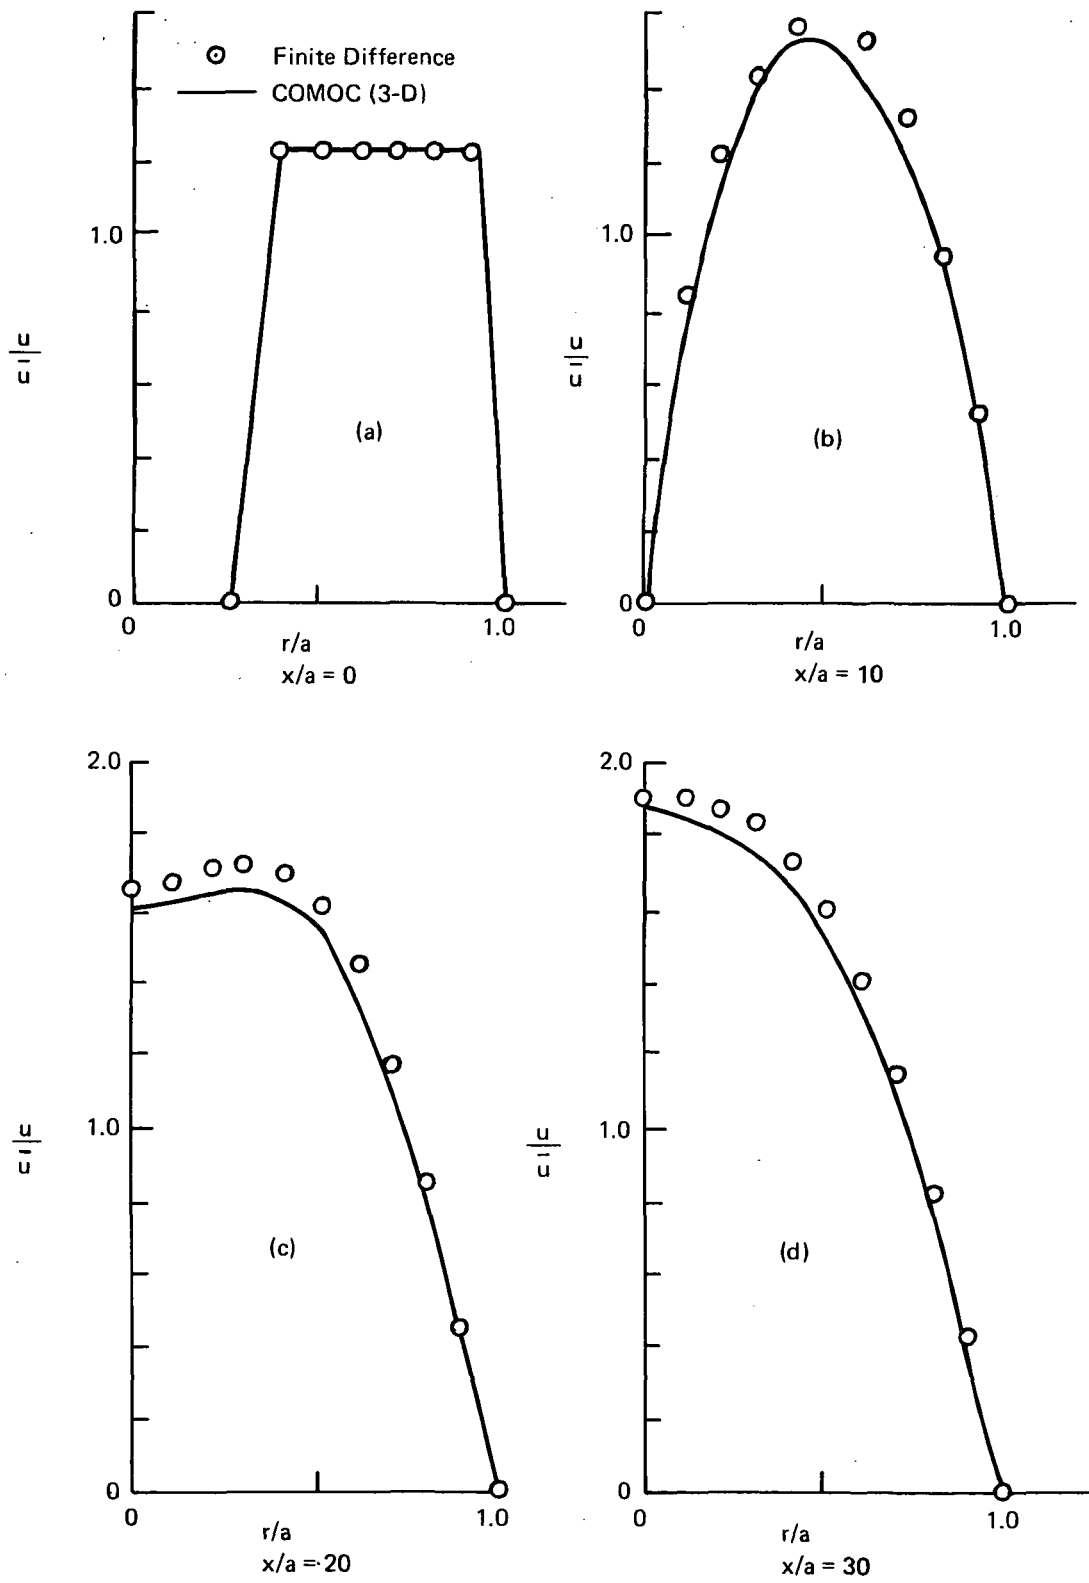 Finite Difference
COMOC (3-D)
1.0
u
ū
(a)
0
0
1.0
r/a
x/a = 0
1.0
u
ū
(b)
0
0
1.0
r/a
x/a = 10
2.0
1.0
u
ū
(c)
0
0
1.0
r/a
x/a = 20
2.0
1.0
u
ū
(d)
0
0
1.0
r/a
x/a = 30